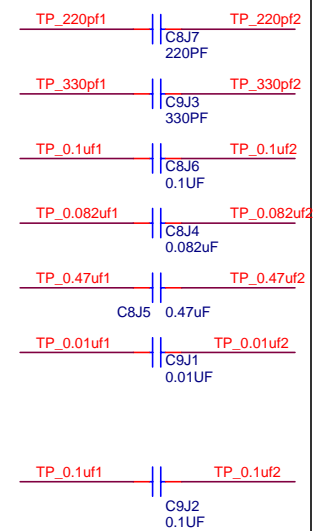 TP_220pf1 TP_220pf2
C8J7
220PF
TP_330pf1 TP_330pf2
C9J3
330PF
TP_0.1uf1 TP_0.1uf2
C8J6
0.1UF
TP_0.082uf1 TP_0.082uf2
C8J4
0.082uF
TP_0.47uf1 TP_0.47uf2
C8J5 0.47uF
TP_0.01uf1 TP_0.01uf2
C9J1
0.01UF
TP_0.1uf1 TP_0.1uf2
C9J2
0.1UF